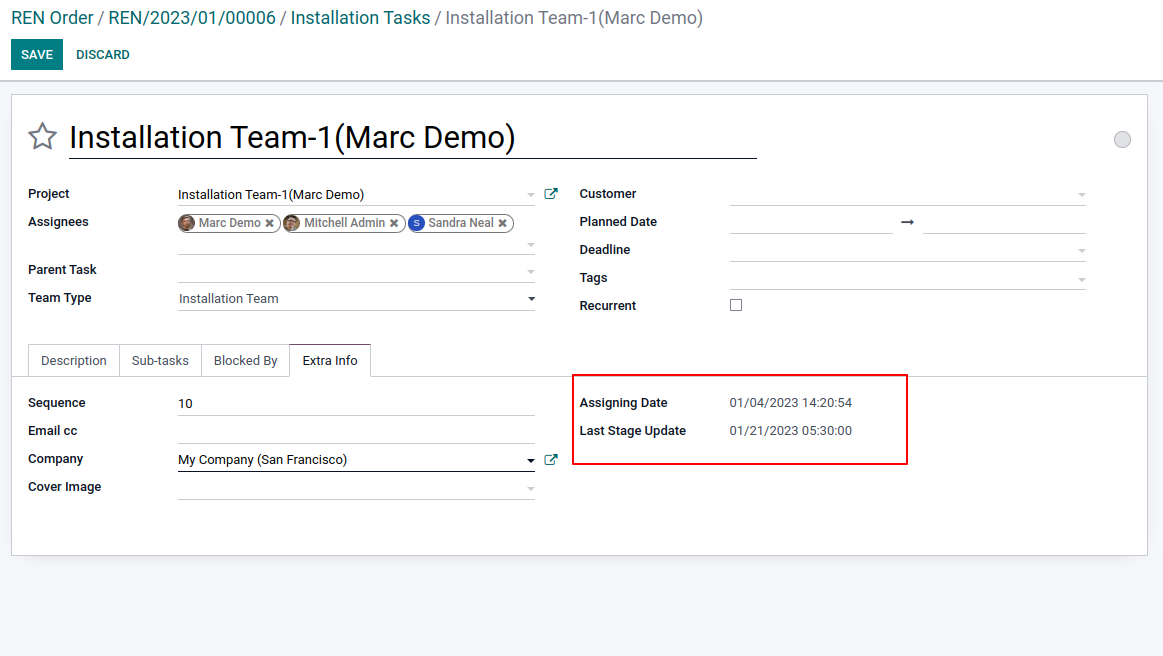 REN Order / REN/2023/01/00006 / Installation Tasks / Installation Team-1(Marc Demo)
SAVE DISCARD
Installation Team-1(Marc Demo)
Project Installation Team-1(Marc Demo)
Assignees Marc Demo Mitchell Admin S Sandra Neal
Parent Task
Team Type Installation Team
Customer
Planned Date
Deadline
Tags
Recurrent
Description Sub-tasks Blocked By Extra Info
Sequence 10
Email cc
Company My Company (San Francisco)
Cover Image
Assigning Date 01/04/2023 14:20:54
Last Stage Update 01/21/2023 05:30:00